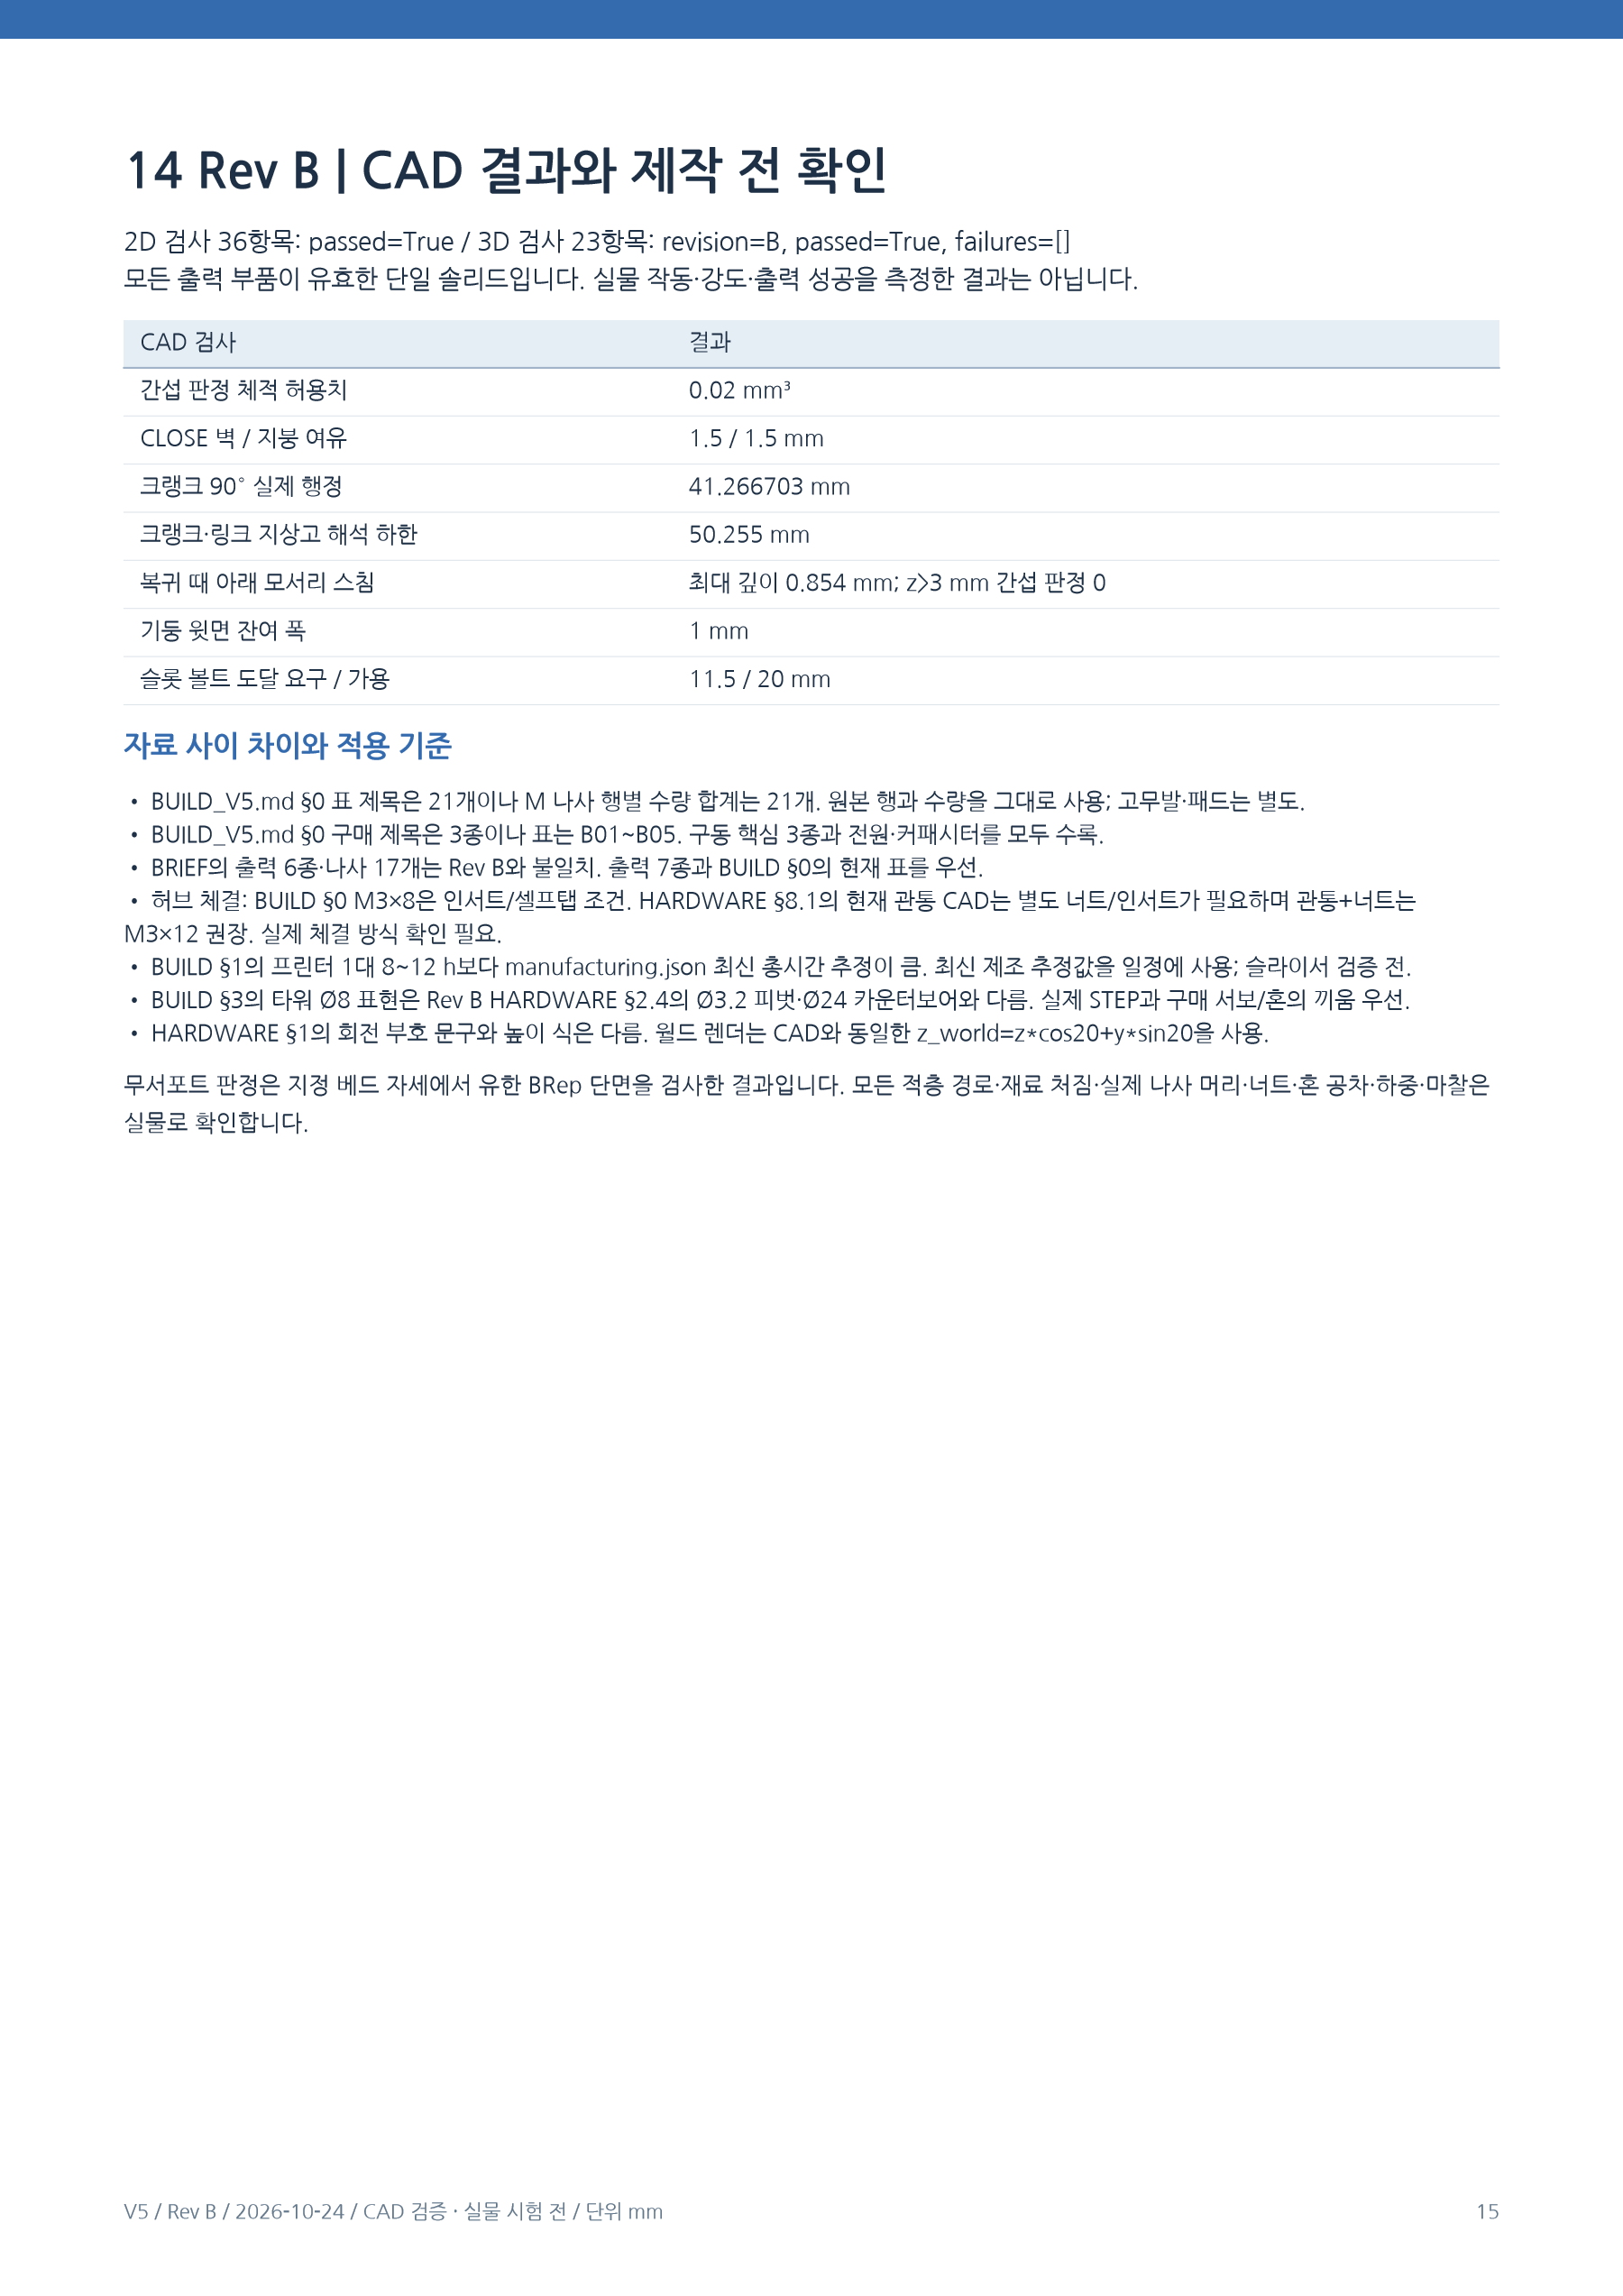 14 Rev B | CAD 결과와 제작 전 확인
2D 검사 36항목: passed=True / 3D 검사 23항목: revision=B, passed=True, failures=[]
모든 출력 부품이 유효한 단일 솔리드입니다. 실물 작동·강도·출력 성공을 측정한 결과는 아닙니다.
CAD 검사 결과
간섭 판정 체적 허용치 0.02 mm³
CLOSE 벽 / 지붕 여유 1.5 / 1.5 mm
크랭크 90° 실제 행정 41.266703 mm
크랭크·링크 지상고 해석 하한 50.255 mm
복귀 때 아래 모서리 스침 최대 깊이 0.854 mm; z>3 mm 간섭 판정 0
기둥 윗면 잔여 폭 1 mm
슬롯 볼트 도달 요구 / 가용 11.5 / 20 mm
자료 사이 차이와 적용 기준
• BUILD_V5.md §0 표 제목은 21개이나 M 나사 행별 수량 합계는 21개. 원본 행과 수량을 그대로 사용; 고무발·패드는 별도.
• BUILD_V5.md §0 구매 제목은 3종이나 표는 B01~B05. 구동 핵심 3종과 전원·커패시터를 모두 수록.
• BRIEF의 출력 6종·나사 17개는 Rev B와 불일치. 출력 7종과 BUILD §0의 현재 표를 우선.
• 허브 체결: BUILD §0 M3×8은 인서트/셀프탭 조건. HARDWARE §8.1의 현재 관통 CAD는 별도 너트/인서트가 필요하며 관통+너트는
M3×12 권장. 실제 체결 방식 확인 필요.
• BUILD §1의 프린터 1대 8~12 h보다 manufacturing.json 최신 총시간 추정이 큼. 최신 제조 추정값을 일정에 사용; 슬라이서 검증 전.
• BUILD §3의 타워 Ø8 표현은 Rev B HARDWARE §2.4의 Ø3.2 피벗·Ø24 카운터보어와 다름. 실제 STEP과 구매 서보/혼의 끼움 우선.
• HARDWARE §1의 회전 부호 문구와 높이 식은 다름. 월드 렌더는 CAD와 동일한 z_world=z*cos20+y*sin20을 사용.
무서포트 판정은 지정 베드 자세에서 유한 BRep 단면을 검사한 결과입니다. 모든 적층 경로·재료 처짐·실제 나사 머리·너트·혼 공차·하중·마찰은
실물로 확인합니다.
V5 / Rev B / 2026-10-24 / CAD 검증 · 실물 시험 전 / 단위 mm 15